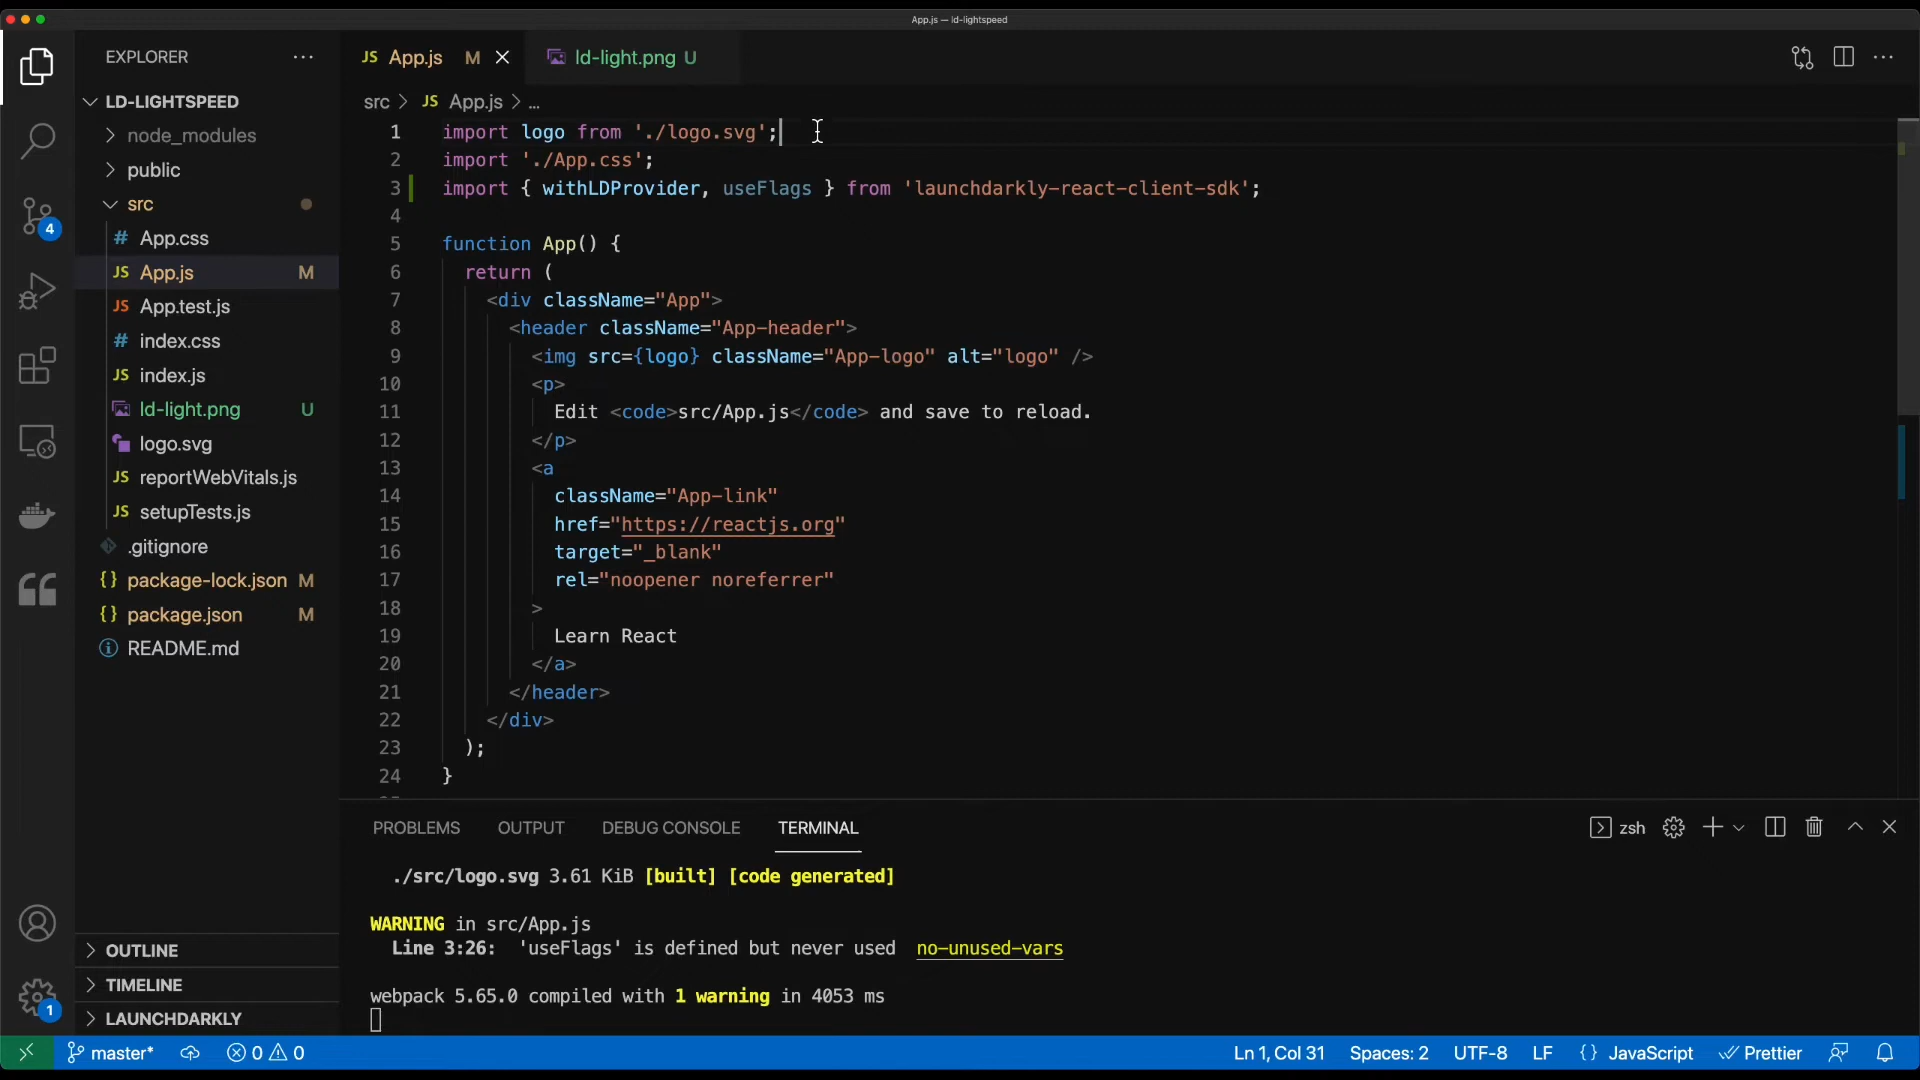 App.js — ld-lightspeed
EXPLORER
LD-LIGHTSPEED
node_modules
public
src
# App.css
JS App.js M
JS App.test.js
# index.css
JS index.js
ld-light.png U
logo.svg
JS reportWebVitals.js
JS setupTests.js
.gitignore
{} package-lock.json M
{} package.json M
README.md
OUTLINE
TIMELINE
LAUNCHDARKLY
4
1
JS App.js M
ld-light.png U
src > JS App.js > ...
1 import logo from './logo.svg';
2 import './App.css';
3 import { withLDProvider, useFlags } from 'launchdarkly-react-client-sdk';
4
5 function App() {
6 return (
7 <div className="App">
8 <header className="App-header">
9 <img src={logo} className="App-logo" alt="logo" />
10 <p>
11 Edit <code>src/App.js</code> and save to reload.
12 </p>
13 <a
14 className="App-link"
15 href="https://reactjs.org"
16 target="_blank"
17 rel="noopener noreferrer"
18 >
19 Learn React
20 </a>
21 </header>
22 </div>
23 );
24 }
PROBLEMS OUTPUT DEBUG CONSOLE TERMINAL
zsh
./src/logo.svg 3.61 KiB [built] [code generated]
WARNING in src/App.js
Line 3:26: 'useFlags' is defined but never used no-unused-vars
webpack 5.65.0 compiled with 1 warning in 4053 ms
master* 0 0
Ln 1, Col 31 Spaces: 2 UTF-8 LF {} JavaScript Prettier